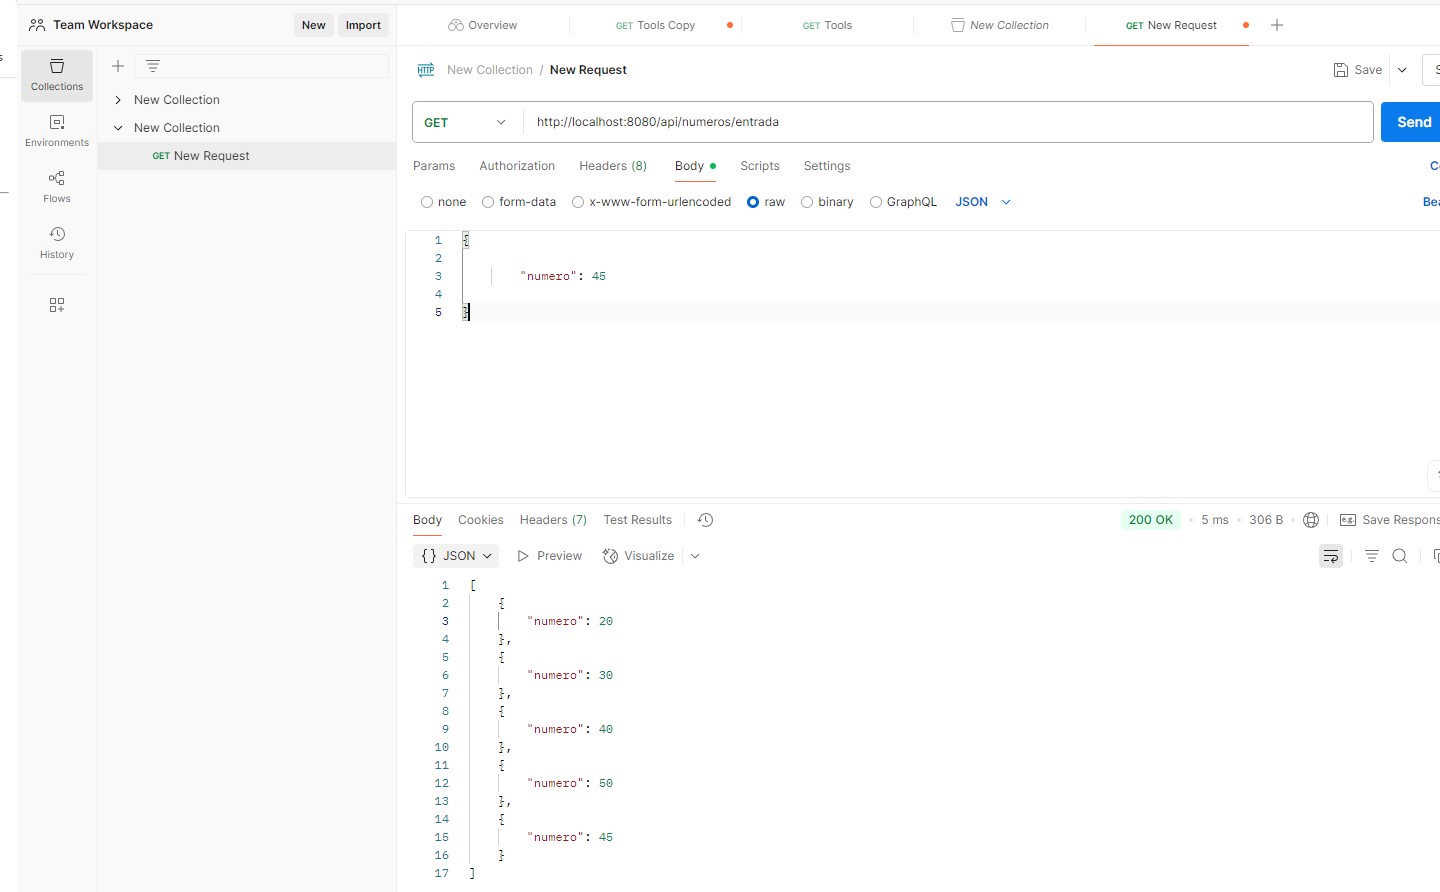 Team Workspace New Import
Overview GET Tools Copy GET Tools New Collection GET New Request
Collections
Environments
Flows
History
New Collection
New Collection
GET New Request
HTTP New Collection / New Request Save
GET http://localhost:8080/api/numeros/entrada Send
Params Authorization Headers (8) Body Scripts Settings
none form-data x-www-form-urlencoded raw binary GraphQL JSON
1 {
2
3 "numero": 45
4
5 }
Body Cookies Headers (7) Test Results 200 OK 5 ms 306 B e.g. Save Respons
{} JSON Preview Visualize
1 [
2 {
3 "numero": 20
4 },
5 {
6 "numero": 30
7 },
8 {
9 "numero": 40
10 },
11 {
12 "numero": 50
13 },
14 {
15 "numero": 45
16 }
17 ]